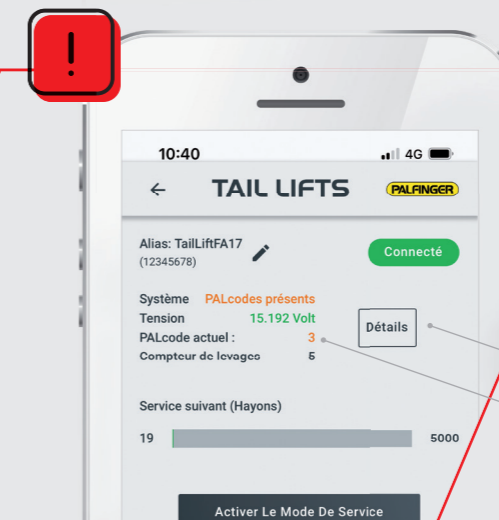 !
10:40 4G
← TAIL LIFTS PALFINGER
Alias: TailLiftFA17
(12345678)
Connecté
Système PALcodes présents
Tension 15.192 Volt
PALcode actuel : 3
Compteur de levages 5
Détails
Service suivant (Hayons)
19 5000
Activer Le Mode De Service